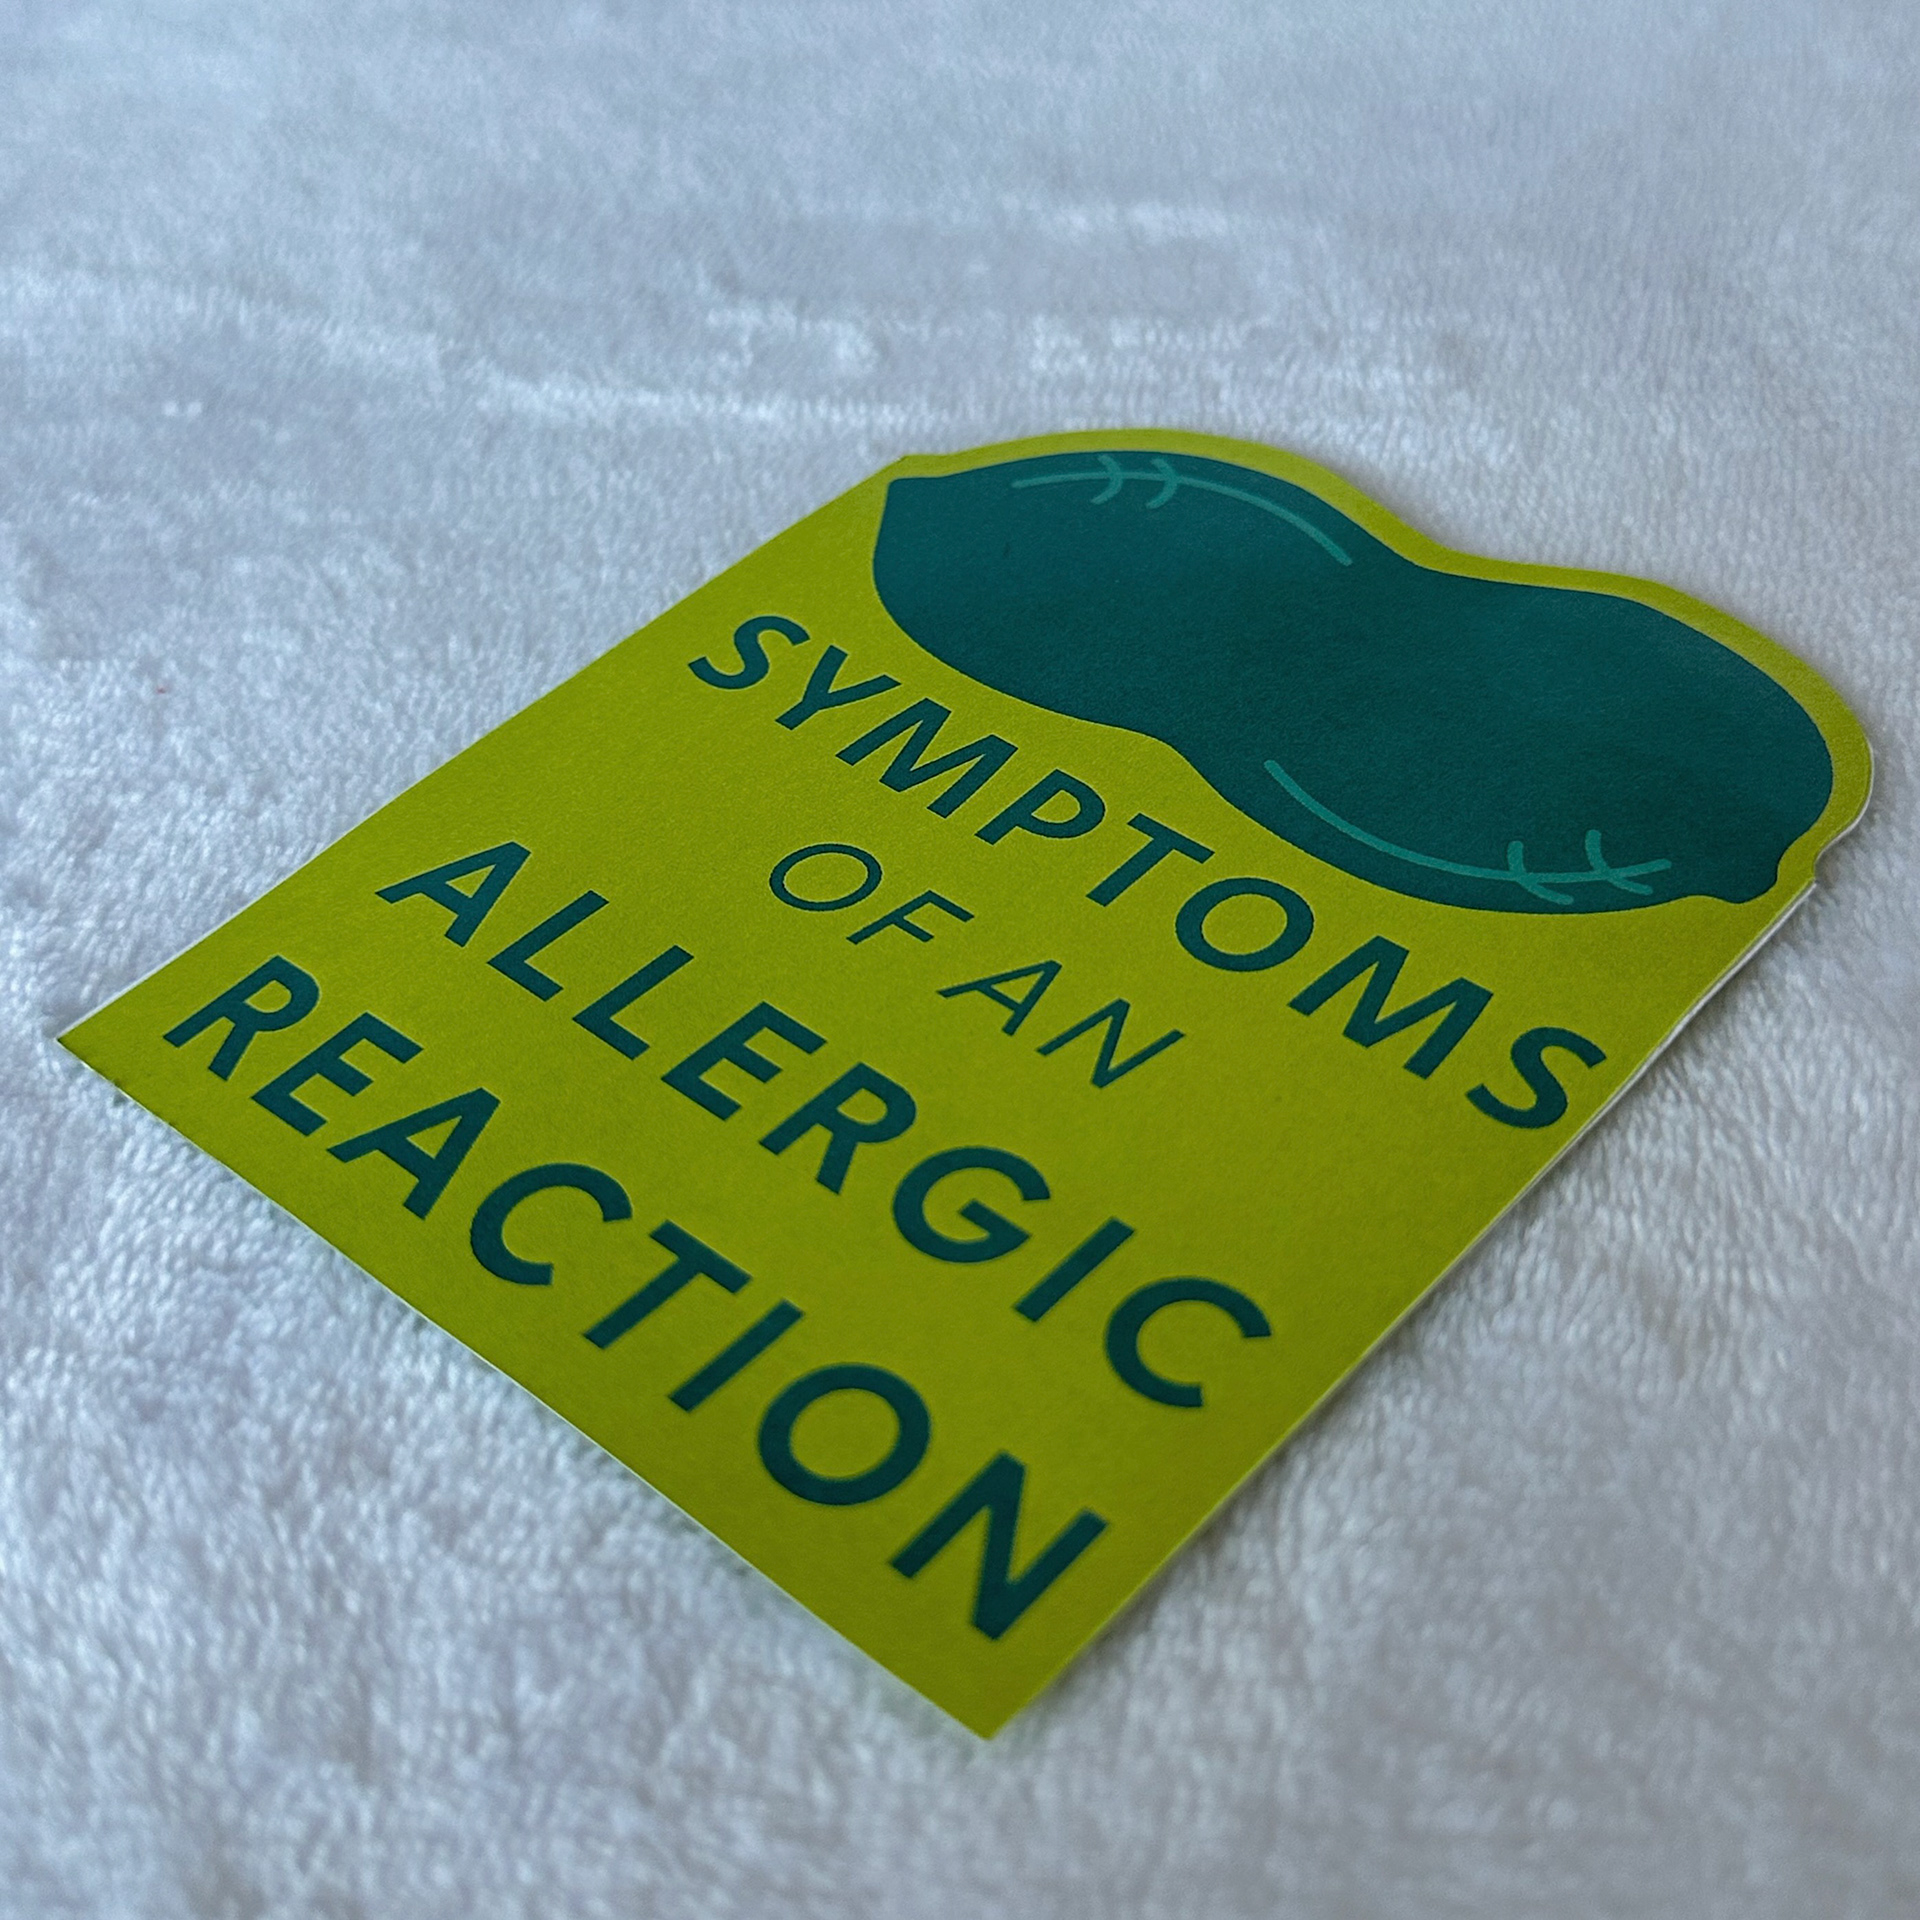 SYMPTOMS
OF AN
ALLERGIC
REACTION